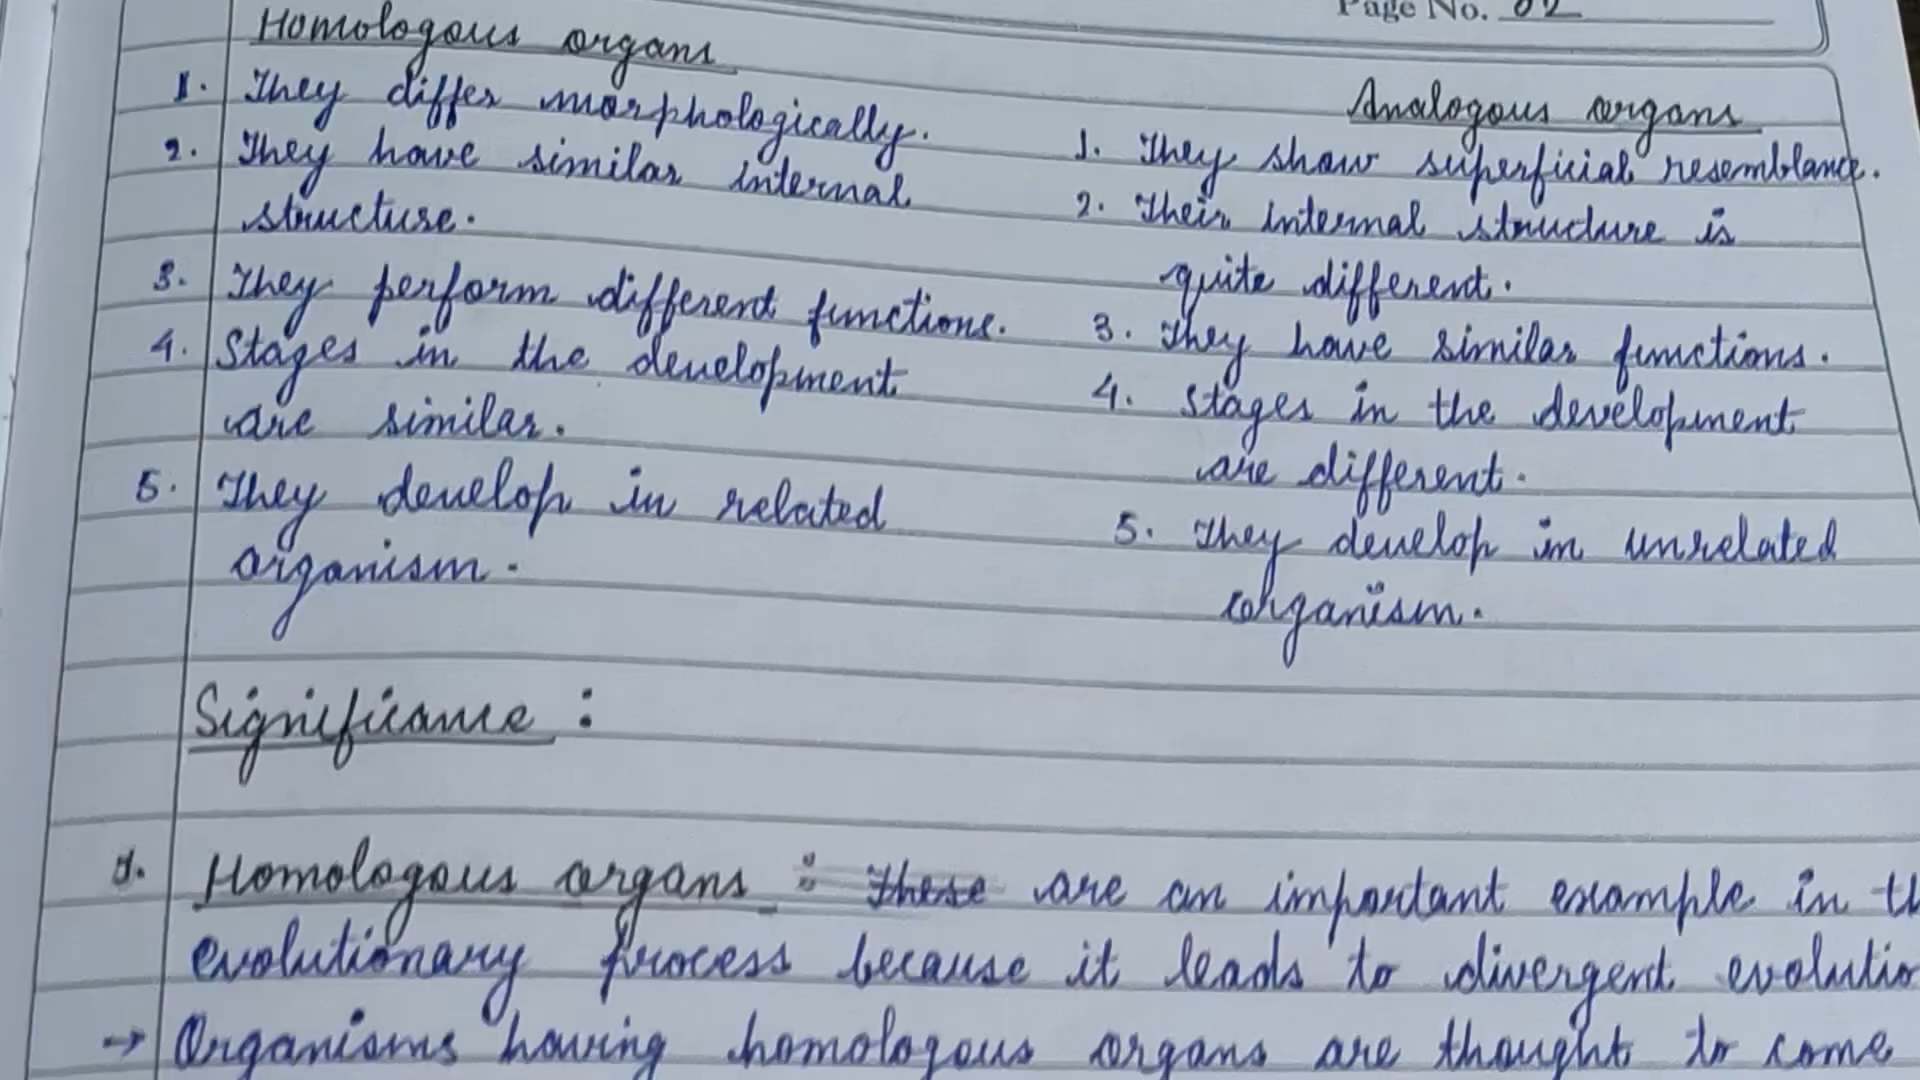 Page No. 02
Homologous organs
1. They differ morphologically.
2. They have similar internal
structure.
3. They perform different functions.
4. Stages in the development
are similar.
5. They develop in related
organism.
Analogous organs
1. They show superficial resemblance.
2. Their internal structure is
quite different.
3. They have similar functions.
4. Stages in the development
are different.
5. They develop in unrelated
organism.
Significance :
1. Homologous organs : These are an important example in th
evolutionary process because it leads to divergent evolutio
→ Organisms having homologous organs are thought to come